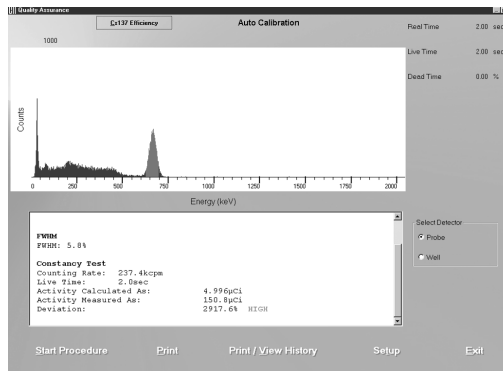 Quality Assurance
Cs137 Efficiency
Auto Calibration
Real Time 2.00 sec
1000
Live Time 2.00 sec
Dead Time 0.00 %
Counts
0 250 500 750 1000 1250 1500 1750 2000
Energy (keV)
FWHM
FWHM: 5.8%
Constancy Test
Counting Rate: 237.4kcpm
Live Time: 2.0sec
Activity Calculated As: 4.996µCi
Activity Measured As: 150.8µCi
Deviation: 2917.6% HIGH
Select Detector
Probe
Well
Start Procedure Print Print / View History Setup Exit